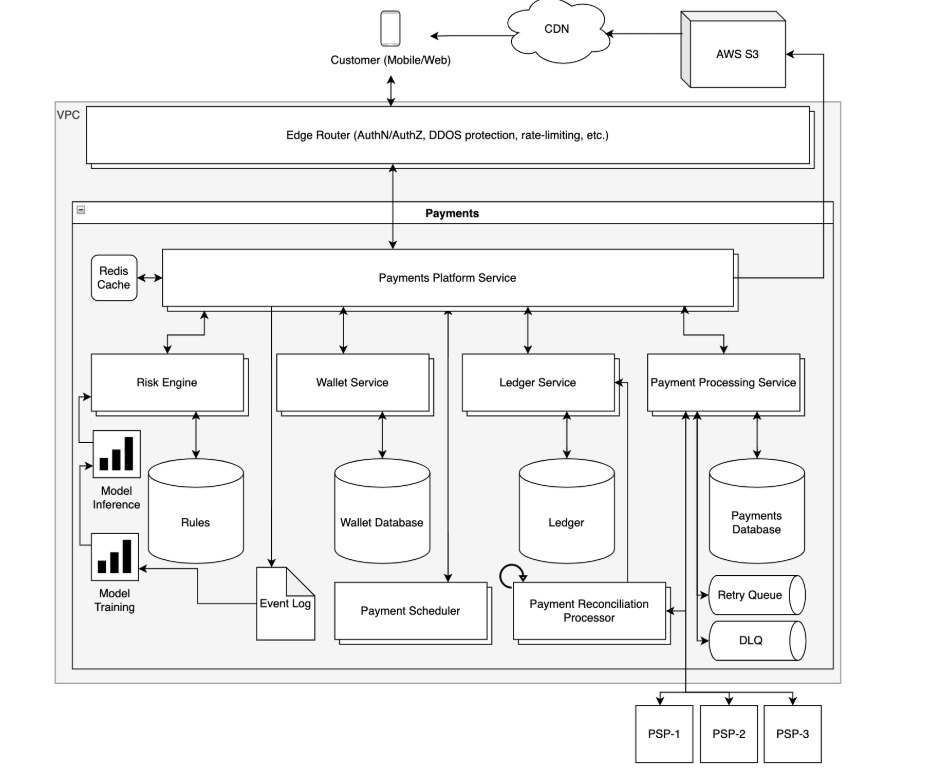 CDN
AWS S3
Customer (Mobile/Web)
VPC
Edge Router (AuthN/AuthZ, DDOS protection, rate-limiting, etc.)
Payments
Redis
Cache
Payments Platform Service
Risk Engine
Wallet Service
Ledger Service
Payment Processing Service
Model
Inference
Rules
Wallet Database
Ledger
Payments
Database
Model
Training
Event Log
Payment Scheduler
Payment Reconciliation
Processor
Retry Queue
DLQ
PSP-1
PSP-2
PSP-3